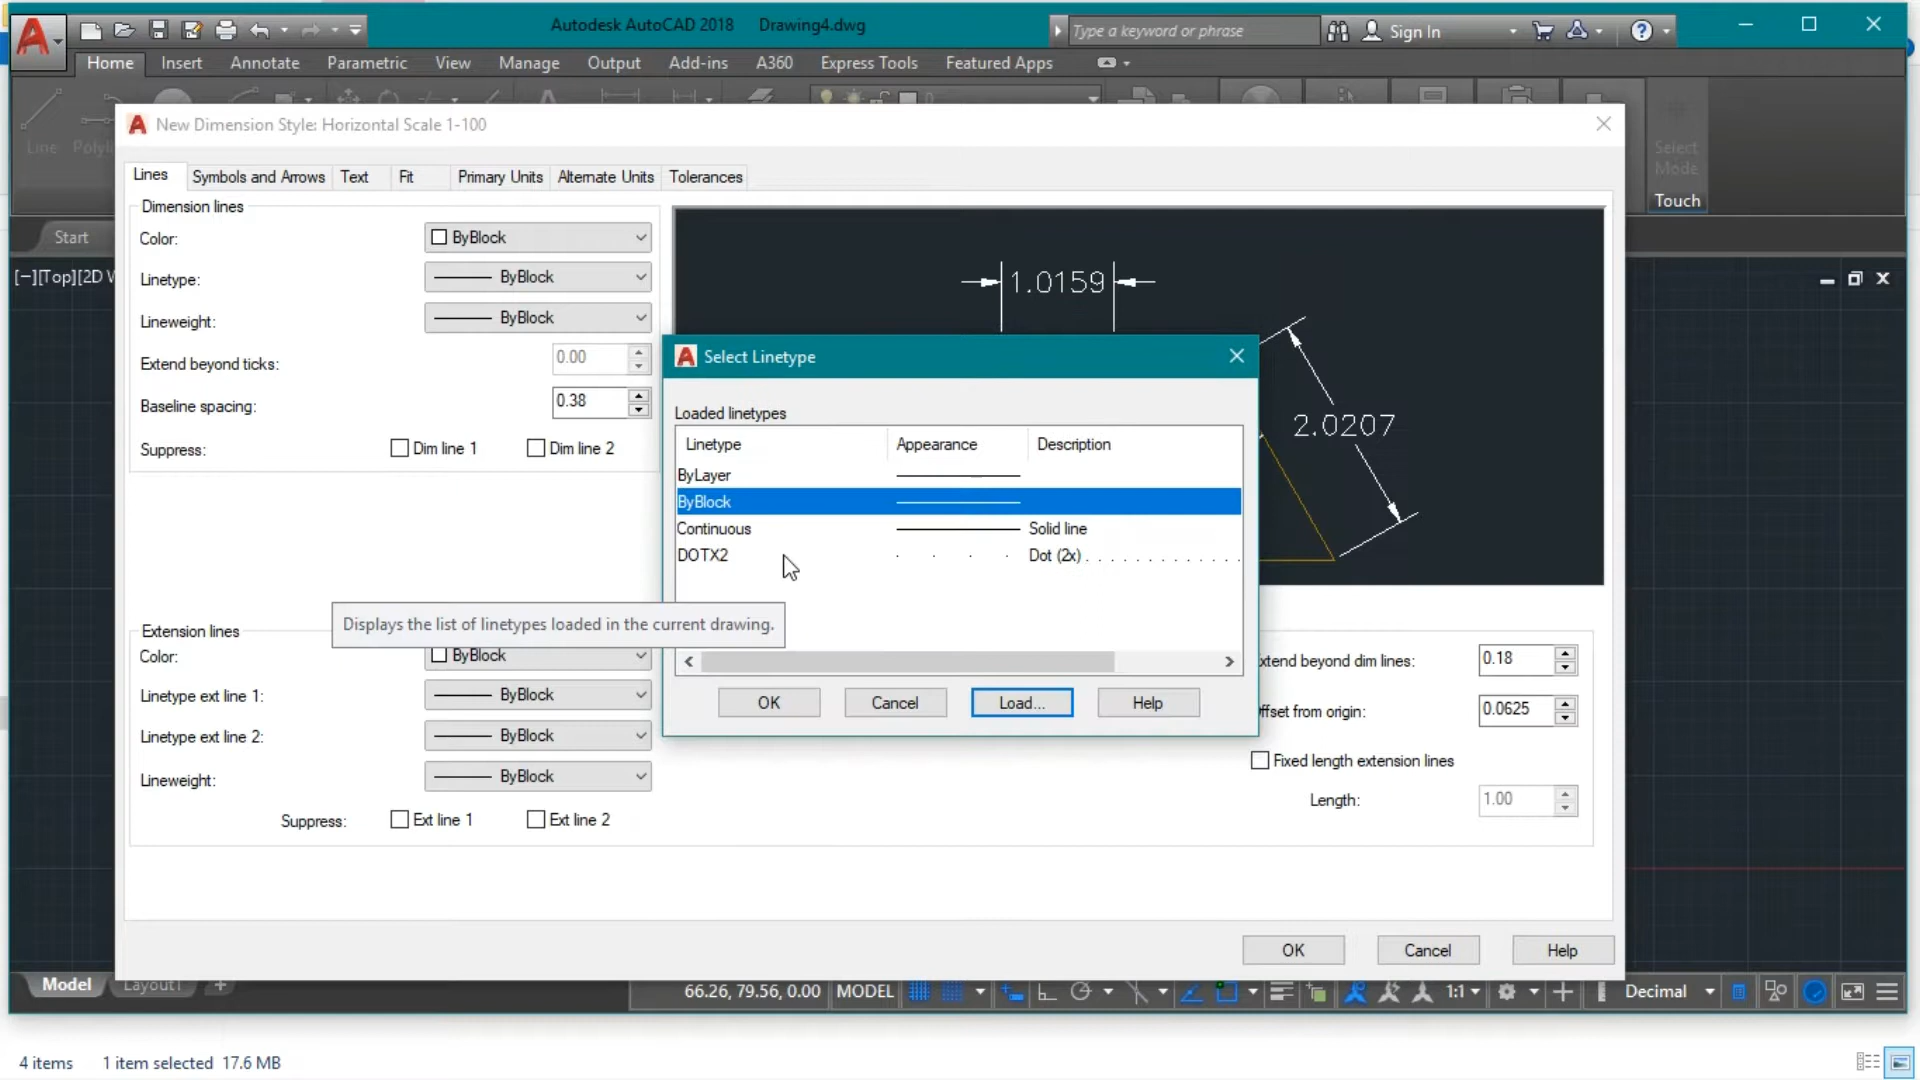 Autodesk AutoCAD 2018 Drawing4.dwg
Type a keyword or phrase
Sign In
Home Insert Annotate Parametric View Manage Output Add-ins A360 Express Tools Featured Apps
New Dimension Style: Horizontal Scale 1-100
Line
Select
Mode
Touch
Lines Symbols and Arrows Text Fit Primary Units Alternate Units Tolerances
Start
[−][Top][2D
Dimension lines
Color: ByBlock
Linetype: ByBlock
Lineweight: ByBlock
Extend beyond ticks: 0.00
Baseline spacing: 0.38
Suppress: Dim line 1 Dim line 2
1.0159
2.0207
Select Linetype
Loaded linetypes
Linetype Appearance Description
ByLayer
ByBlock
Continuous Solid line
DOTX2 Dot (2x) . . . . . . . . . . . . .
Displays the list of linetypes loaded in the current drawing.
OK Cancel Load... Help
Extension lines
Color: ByBlock
Linetype ext line 1: ByBlock
Linetype ext line 2: ByBlock
Lineweight: ByBlock
Suppress: Ext line 1 Ext line 2
xtend beyond dim lines: 0.18
ffset from origin: 0.0625
Fixed length extension lines
Length: 1.00
OK Cancel Help
Model Layout1 +
66.26, 79.56, 0.00 MODEL 1:1 Decimal
4 items 1 item selected 17.6 MB